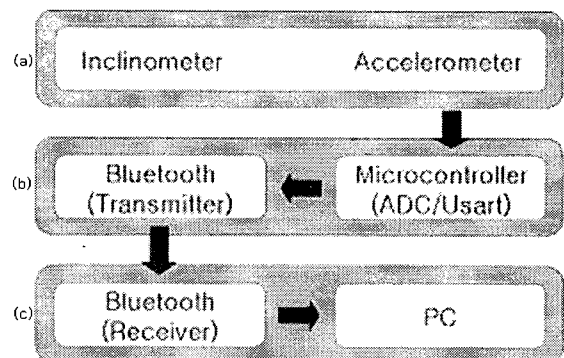 (a) Inclinometer Accelerometer
(b) Bluetooth (Transmitter) Microcontroller (ADC/Usart)
(c) Bluetooth (Receiver) PC